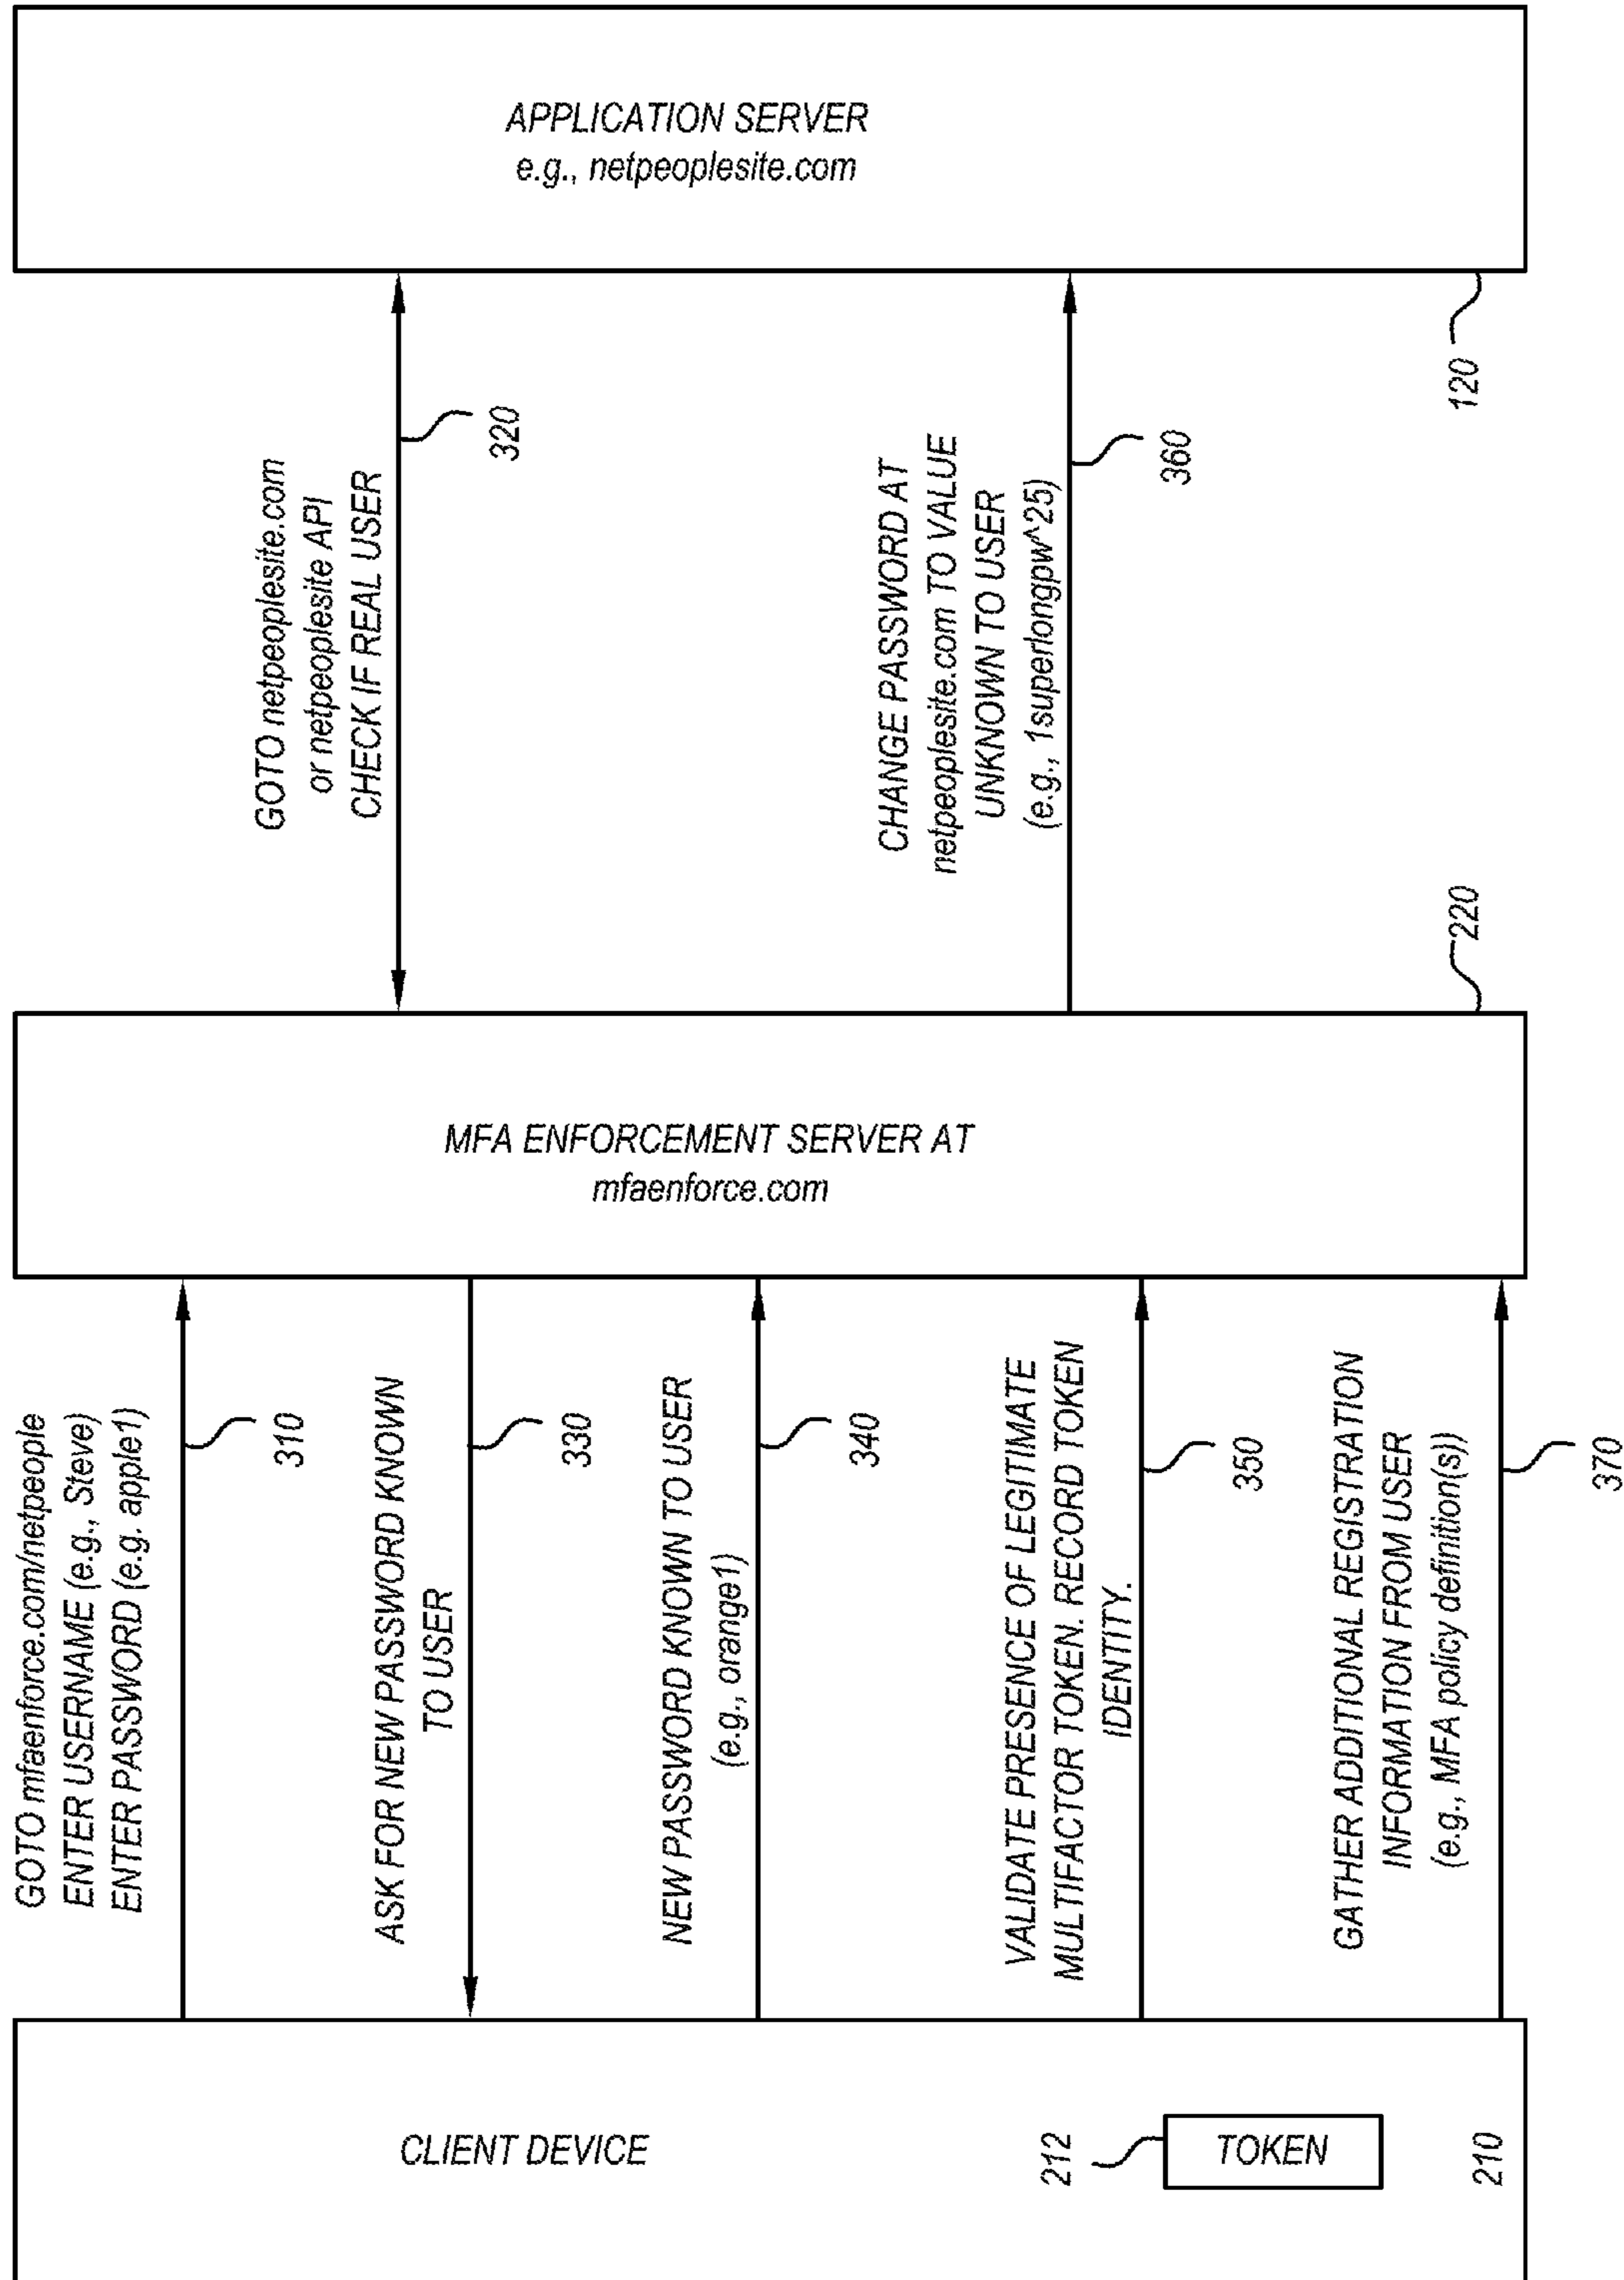 CLIENT DEVICE
212
TOKEN
210
GOTO mfaenforce.com/netpeople
ENTER USERNAME (e.g., Steve)
ENTER PASSWORD (e.g. apple1)
310
ASK FOR NEW PASSWORD KNOWN
TO USER
330
NEW PASSWORD KNOWN TO USER
(e.g., orange1)
340
VALIDATE PRESENCE OF LEGITIMATE
MULTIFACTOR TOKEN. RECORD TOKEN
IDENTITY.
350
GATHER ADDITIONAL REGISTRATION
INFORMATION FROM USER
(e.g., MFA policy definition(s))
370
MFA ENFORCEMENT SERVER AT
mfaenforce.com
220
GOTO netpeoplesite.com
or netpeoplesite API
CHECK IF REAL USER
320
CHANGE PASSWORD AT
netpeoplesite.com TO VALUE
UNKNOWN TO USER
(e.g., 1superlongpw^25)
360
APPLICATION SERVER
e.g., netpeoplesite.com
120